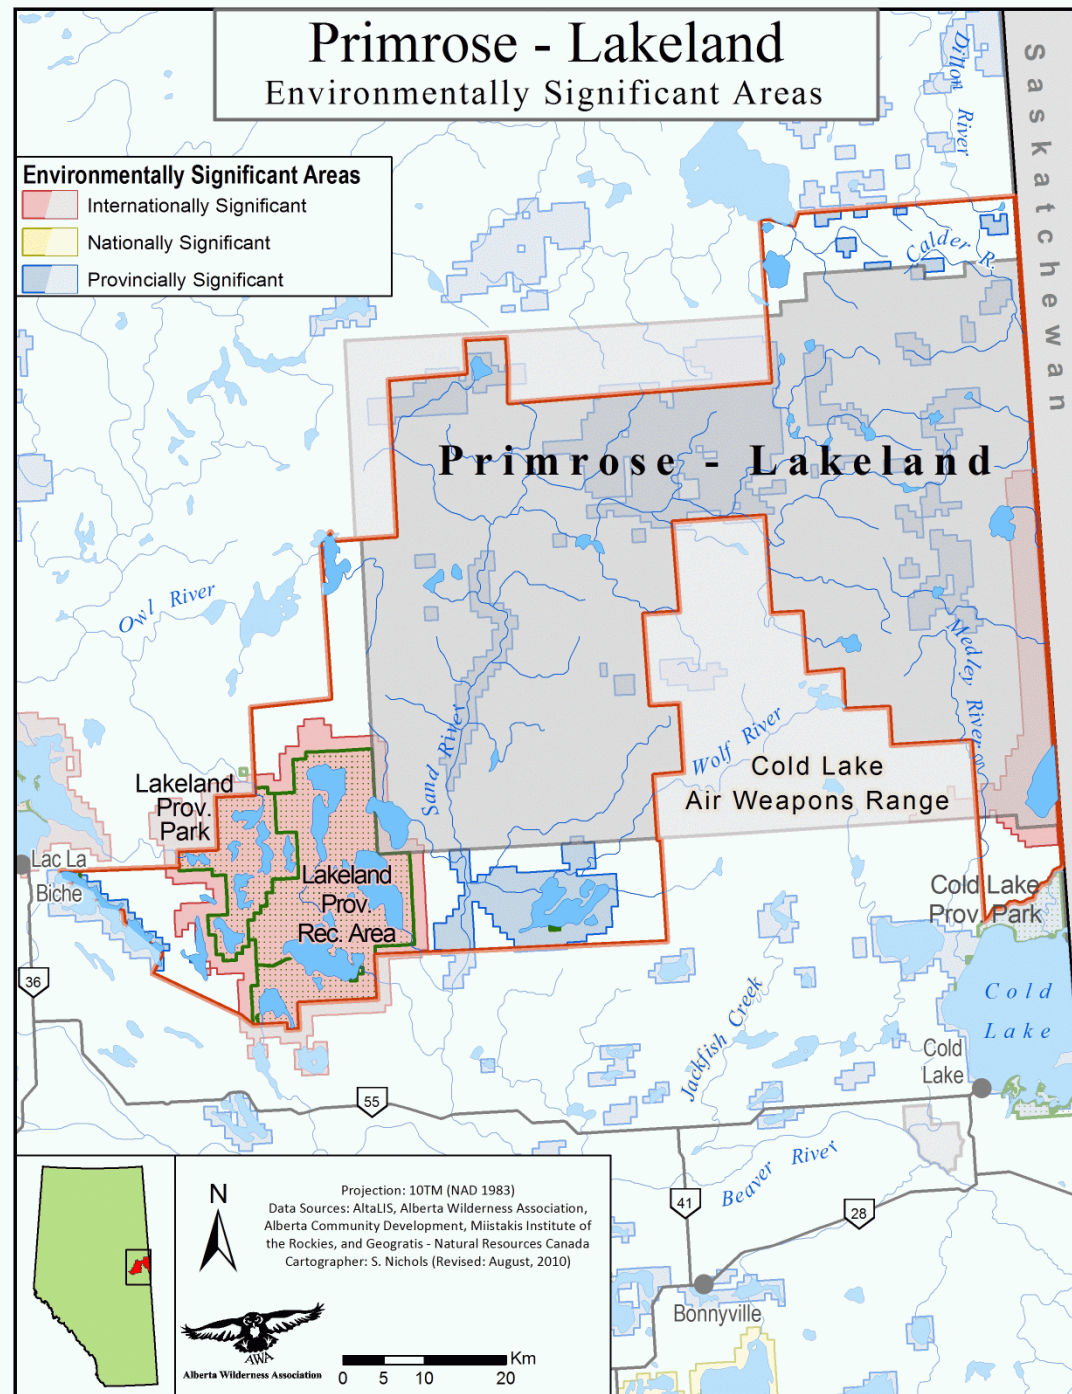 Primrose - Lakeland
Environmentally Significant Areas
Environmentally Significant Areas
Internationally Significant
Nationally Significant
Provincially Significant
Dillon River
Saskatchewan
Calder R.
Primrose - Lakeland
Owl River
Medley River
Sand River
Wolf River
Cold Lake
Air Weapons Range
Lakeland
Prov.
Park
Lac La
Biche
Lakeland
Prov.
Rec. Area
Cold Lake
Prov. Park
36
Cold
Lake
Jackfish Creek
Cold
Lake
55
Beaver River
41
28
Bonnyville
N
Projection: 10TM (NAD 1983)
Data Sources: AltaLIS, Alberta Wilderness Association,
Alberta Community Development, Miistakis Institute of
the Rockies, and Geogratis - Natural Resources Canada
Cartographer: S. Nichols (Revised: August, 2010)
AWA
Alberta Wilderness Association
Km
0 5 10 20